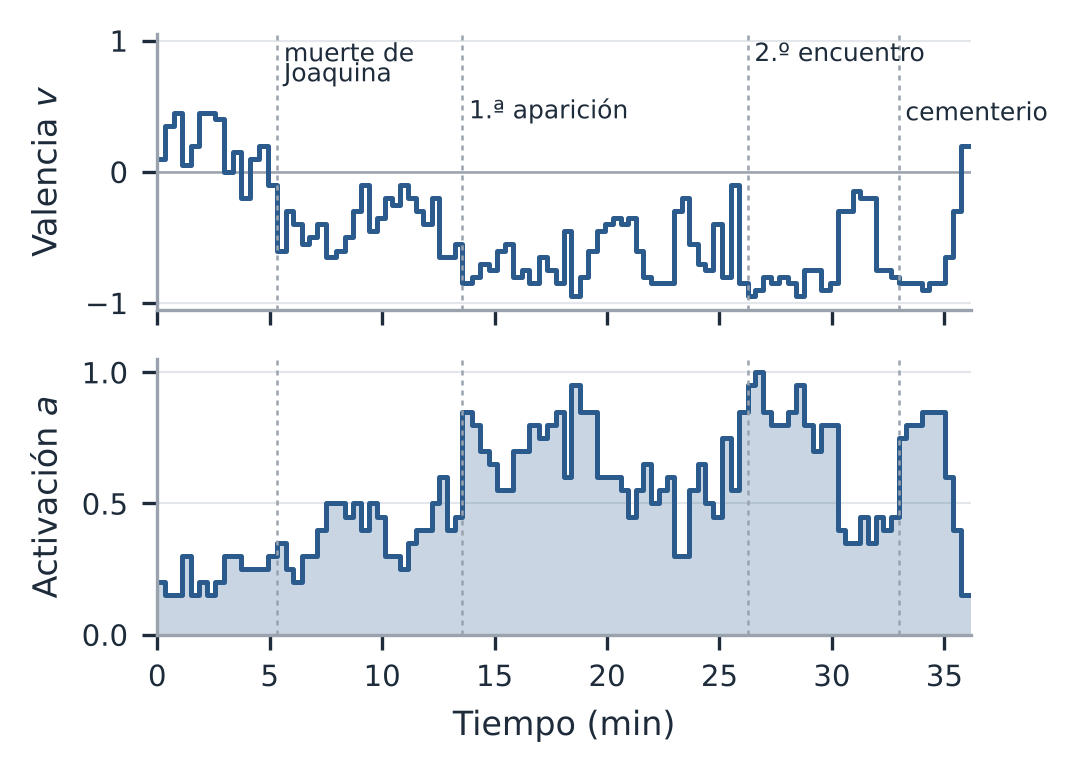 muerte de
Joaquina
1.ª aparición
2.º encuentro
cementerio
Valencia v
1
0
−1
Activación a
1.0
0.5
0.0
0 5 10 15 20 25 30 35
Tiempo (min)